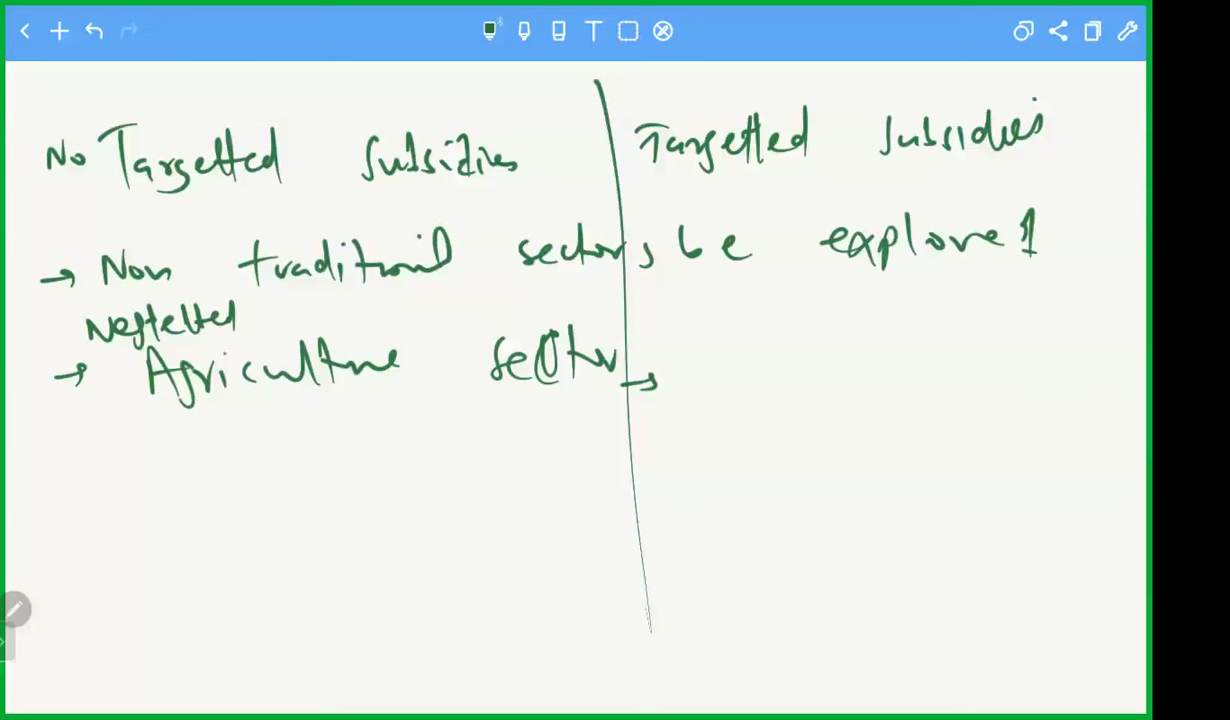 No Targetted subsidies
Targetted subsidies
→ Non traditional sectors be explored
Neglected
→ Agriculture sector →